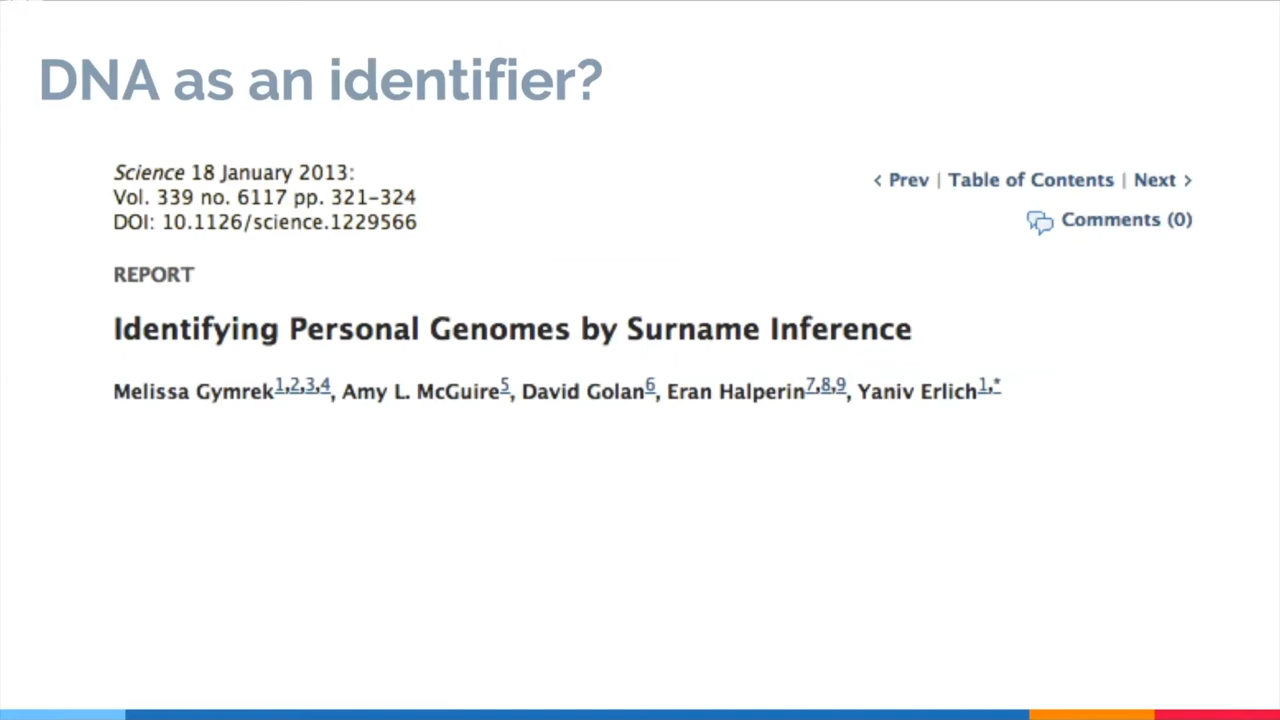 DNA as an identifier?
Science 18 January 2013:
Vol. 339 no. 6117 pp. 321–324
DOI: 10.1126/science.1229566
< Prev | Table of Contents | Next >
Comments (0)
REPORT
Identifying Personal Genomes by Surname Inference
Melissa Gymrek1,2,3,4, Amy L. McGuire5, David Golan6, Eran Halperin7,8,9, Yaniv Erlich1,*